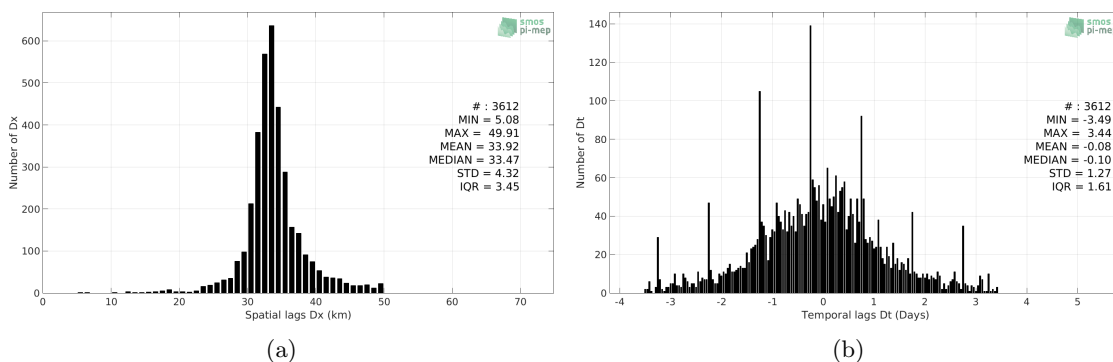 600
500
400
300
200
100
0
Number of Dx
0
10
20
30
40
50
60
70
Spatial lags Dx (km)
smos
pi-mep
# : 3612
MIN = 5.08
MAX = 49.91
MEAN = 33.92
MEDIAN = 33.47
STD = 4.32
IQR = 3.45
(a)
140
120
100
80
60
40
20
0
Number of Dt
-4
-3
-2
-1
0
1
2
3
4
5
Temporal lags Dt (Days)
smos
pi-mep
# : 3612
MIN = -3.49
MAX = 3.44
MEAN = -0.08
MEDIAN = -0.10
STD = 1.27
IQR = 1.61
(b)